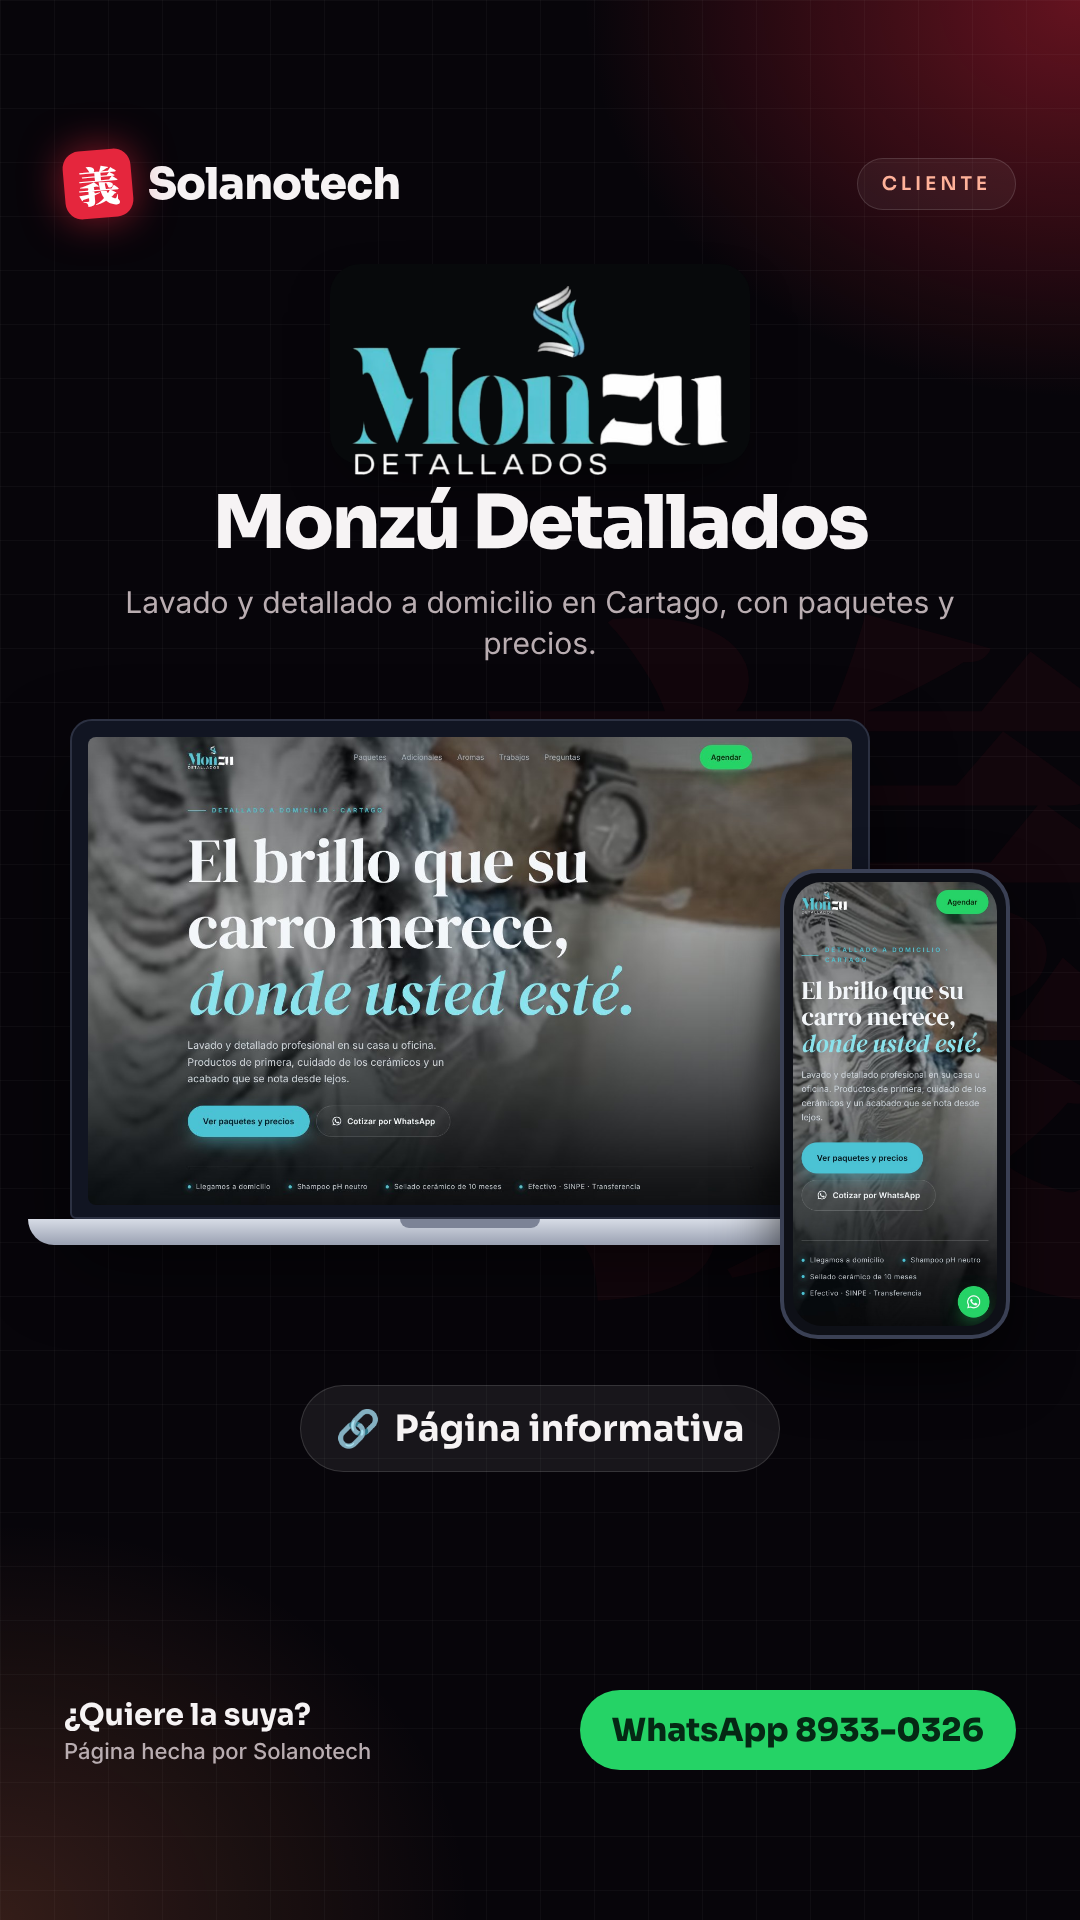 義 Solanotech
CLIENTE
Monzu
DETALLADOS
Monzú Detallados
Lavado y detallado a domicilio en Cartago, con paquetes y
precios.
Monzu
DETALLADOS
Paquetes Adicionales Aromas Trabajos Preguntas
Agendar
DETALLADO A DOMICILIO · CARTAGO
El brillo que su
carro merece,
donde usted esté.
Lavado y detallado profesional en su casa u oficina.
Productos de primera, cuidado de los cerámicos y un
acabado que se nota desde lejos.
Ver paquetes y precios
Cotizar por WhatsApp
Llegamos a domicilio
Shampoo pH neutro
Sellado cerámico de 10 meses
Efectivo · SINPE · Transferencia
Monzu
DETALLADOS
Agendar
DETALLADO A DOMICILIO
CARTAGO
El brillo que su
carro merece,
donde usted esté.
Lavado y detallado profesional en su casa u
oficina. Productos de primera, cuidado de los
cerámicos y un acabado que se nota desde
lejos.
Ver paquetes y precios
Cotizar por WhatsApp
Llegamos a domicilio
Shampoo pH neutro
Sellado cerámico de 10 meses
Efectivo · SINPE · Transferencia
🔗 Página informativa
¿Quiere la suya?
Página hecha por Solanotech
WhatsApp 8933-0326